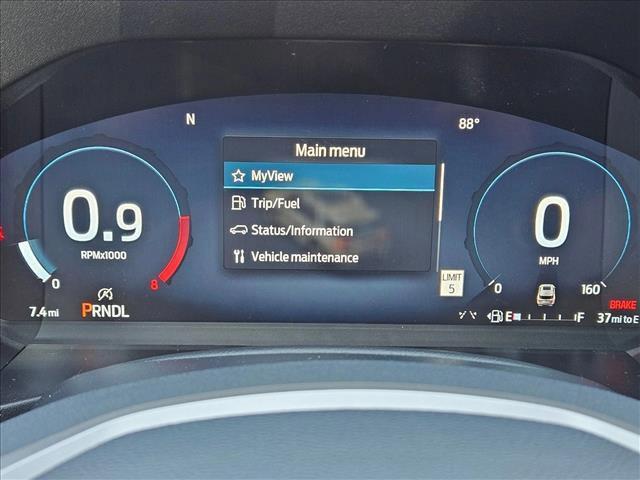 N
88°
Main menu
MyView
Trip/Fuel
Status/Information
Vehicle maintenance
0.9
RPMx1000
0
8
0
MPH
0
160
LIMIT
5
BRAKE
7.4 mi
PRNDL
E
F
37 mi to E